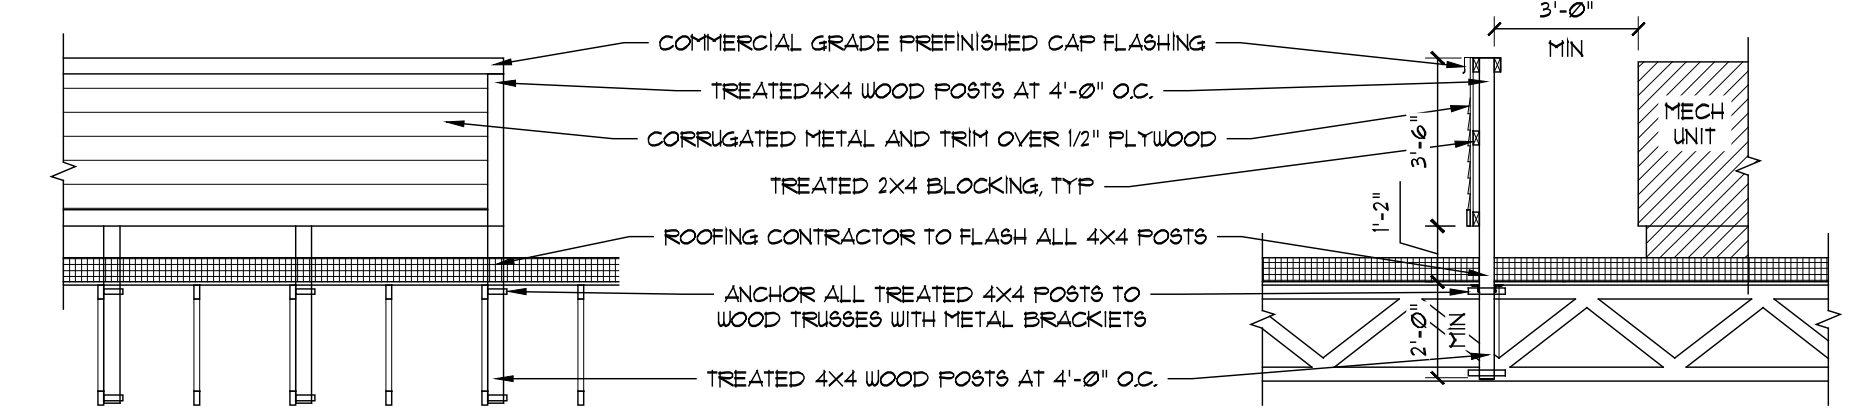 3'-0"
MIN
COMMERCIAL GRADE PREFINISHED CAP FLASHING
TREATED4X4 WOOD POSTS AT 4'-0" O.C.
MECH
UNIT
CORRUGATED METAL AND TRIM OVER 1/2" PLYWOOD
3'-6"
TREATED 2X4 BLOCKING, TYP
1'-2"
ROOFING CONTRACTOR TO FLASH ALL 4X4 POSTS
ANCHOR ALL TREATED 4X4 POSTS TO
WOOD TRUSSES WITH METAL BRACKIETS
2'-0"
MIN
TREATED 4X4 WOOD POSTS AT 4'-0" O.C.